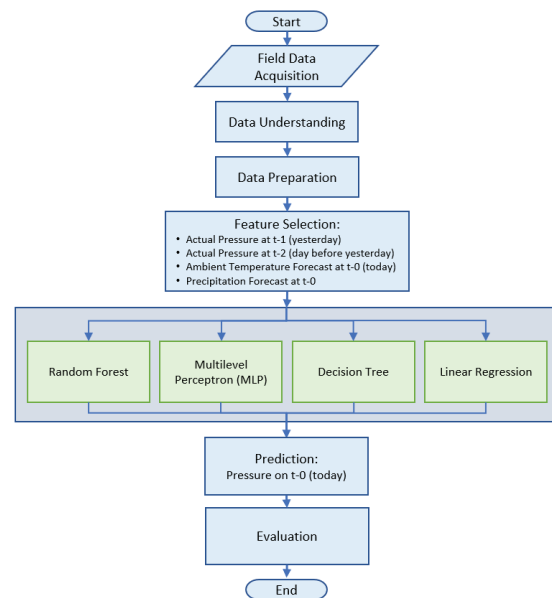 Start
Field Data
Acquisition
Data Understanding
Data Preparation
Feature Selection:
• Actual Pressure at t-1 (yesterday)
• Actual Pressure at t-2 (day before yesterday)
• Ambient Temperature Forecast at t-0 (today)
• Precipitation Forecast at t-0
Random Forest
Multilevel
Perceptron (MLP)
Decision Tree
Linear Regression
Prediction:
Pressure on t-0 (today)
Evaluation
End